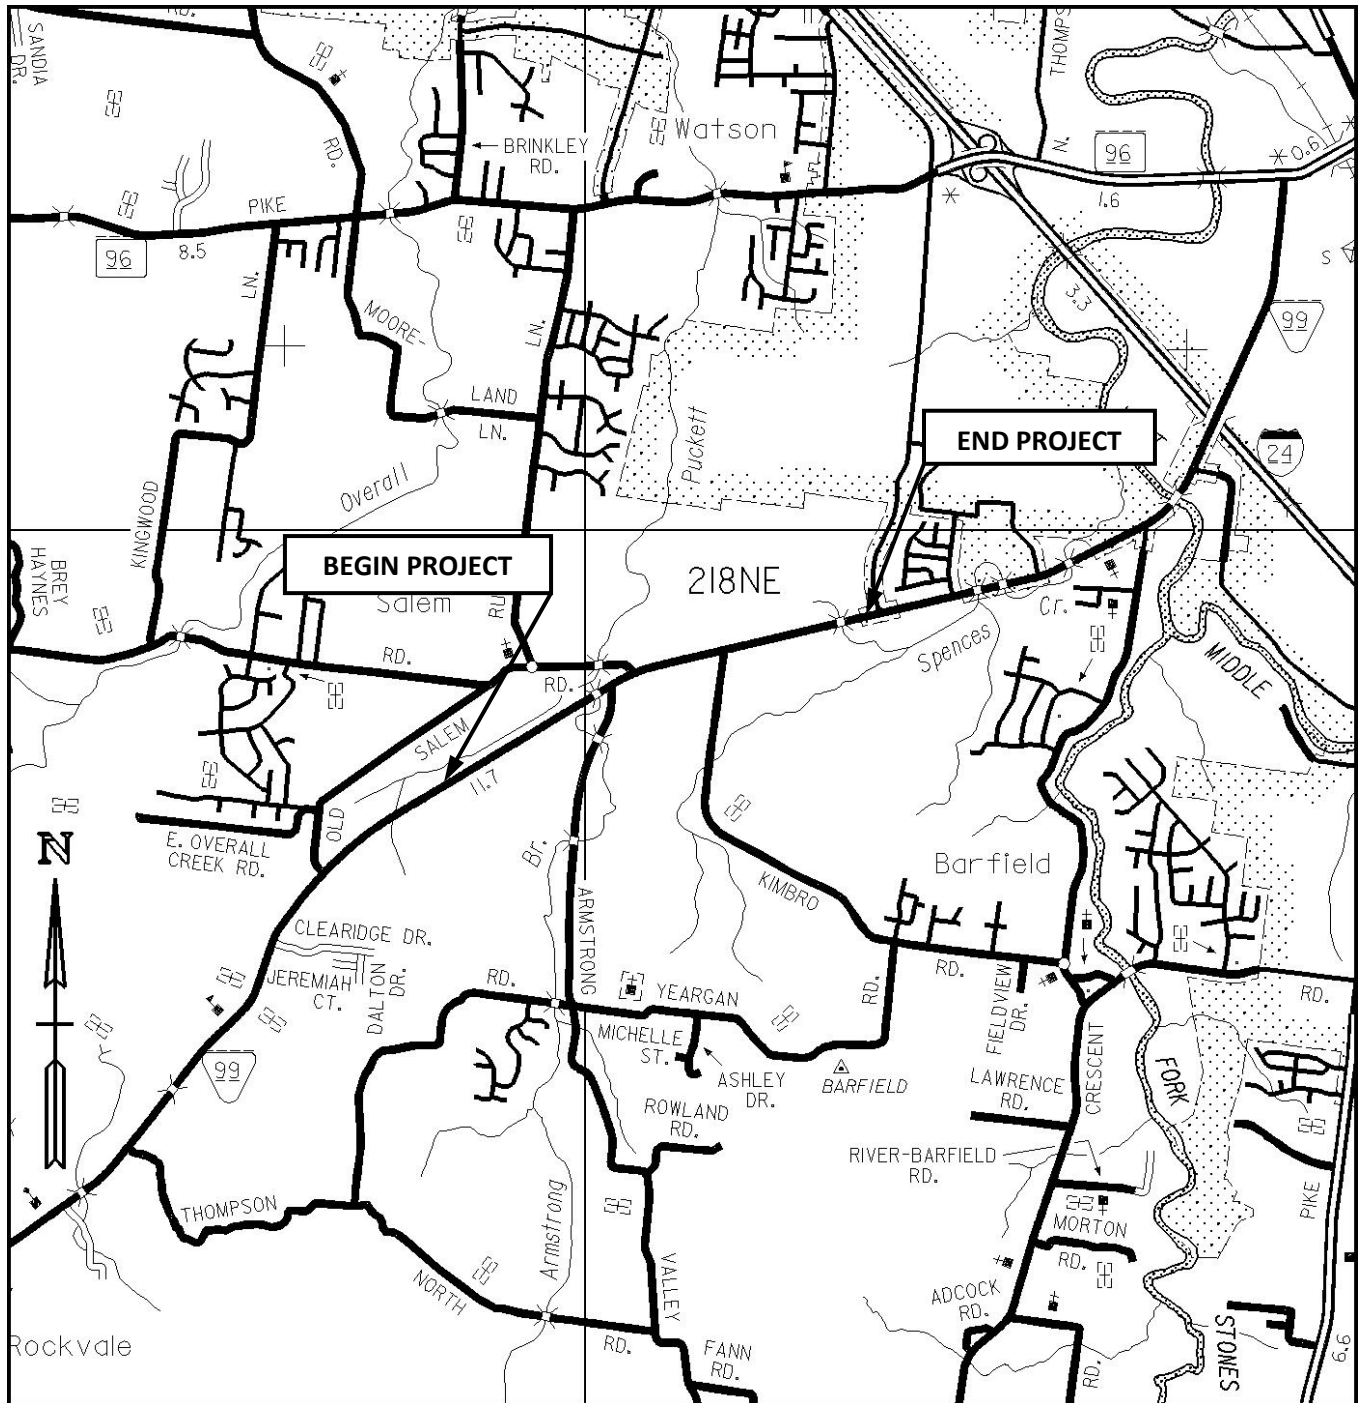 RD.
SANDIA
DR.
RD.
BRINKLEY
RD.
Watson
THOMPS
N.
96
0.6
1.6
PIKE
96
8.5
LN.
MOORE-
LAND
LN.
LN.
3.3
S
99
24
KINGWOOD
Overall
Puckett
END PROJECT
BREY
HAYNES
BEGIN PROJECT
Salem
RU
218NE
Cr.
Spences
MIDDLE
RD.
RD.
SALEM
11.7
OLD
E. OVERALL
CREEK RD.
N
Br.
ARMSTRONG
KIMBRO
Barfield
CLEARIDGE DR.
JEREMIAH
CT.
DALTON
DR.
RD.
YEARGAN
MICHELLE
ST.
ASHLEY
DR.
RD.
RD.
FIELDVIEW
DR.
RD.
BARFIELD
LAWRENCE
RD.
CRESCENT
FORK
99
ROWLAND
RD.
RIVER-BARFIELD
RD.
THOMPSON
NORTH
Armstrong
VALLEY
MORTON
RD.
PIKE
ADCOCK
RD.
STONES
Rockvale
RD.
FANN
RD.
RD.
6.6